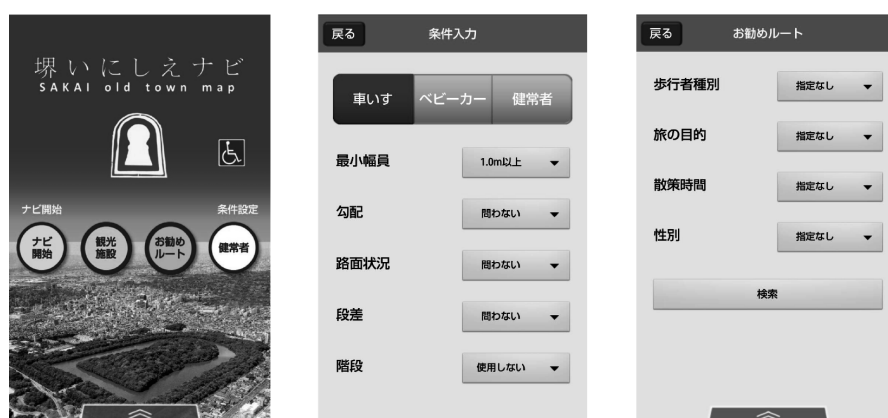 堺いにしえナビ
SAKAI old town map
ナビ開始
条件設定
ナビ
開始
観光
施設
お勧め
ルート
健常者
戻る
条件入力
車いす
ベビーカー
健常者
最小幅員
1.0m以上
勾配
問わない
路面状況
問わない
段差
問わない
階段
使用しない
戻る
お勧めルート
歩行者種別
指定なし
旅の目的
指定なし
散策時間
指定なし
性別
指定なし
検索